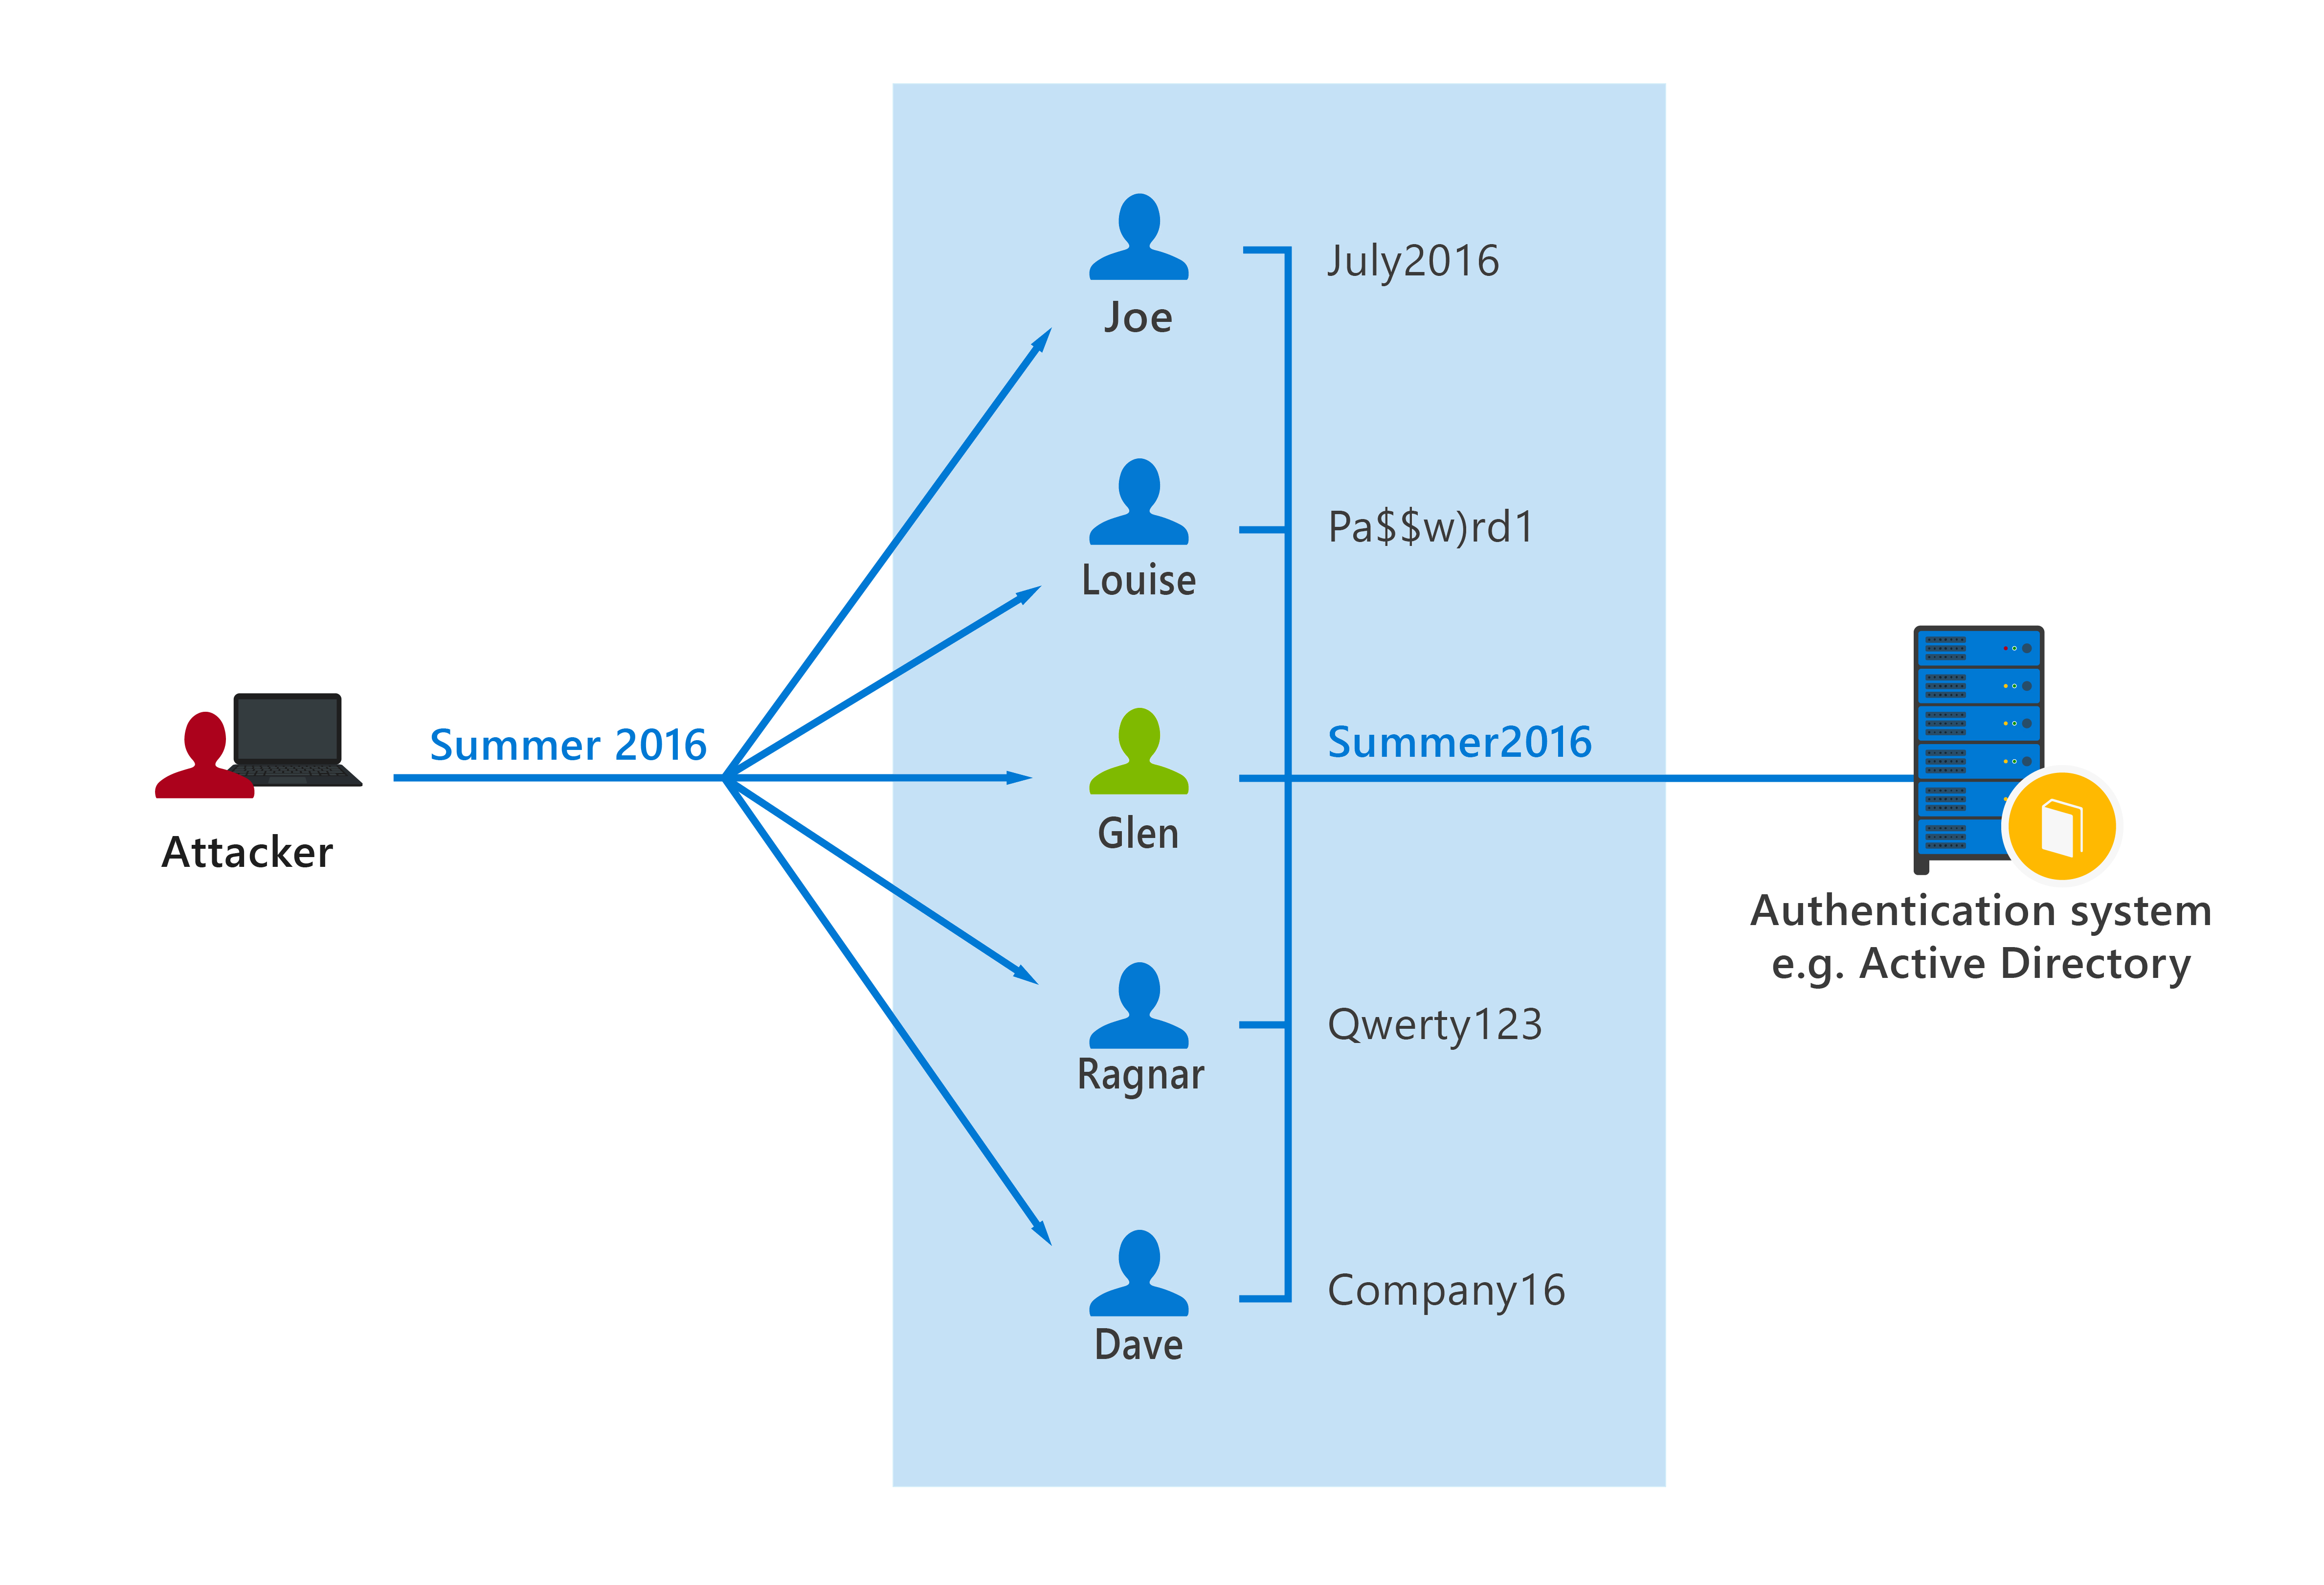 July2016
Joe
Pa$$w)rd1
Louise
Summer 2016
Summer2016
Glen
Attacker
Authentication system
e.g. Active Directory
Qwerty123
Ragnar
Company16
Dave